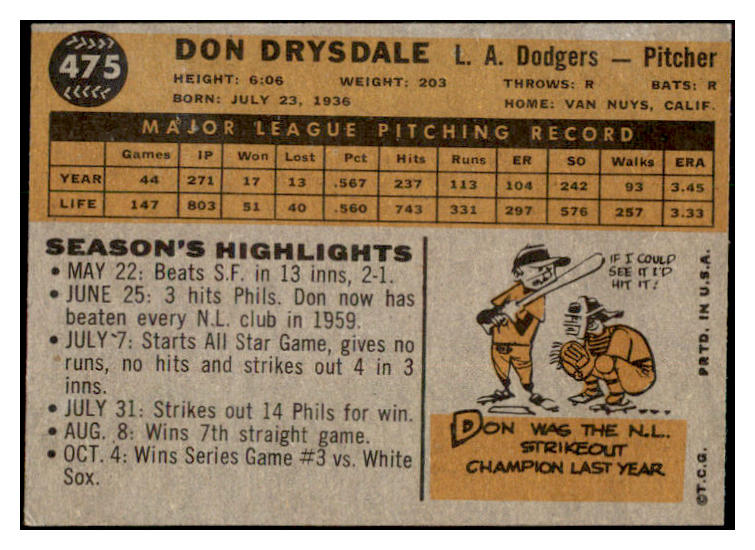 475
DON DRYSDALE L. A. Dodgers — Pitcher
HEIGHT: 6:06 WEIGHT: 203 THROWS: R BATS: R
BORN: JULY 23, 1936 HOME: VAN NUYS, CALIF.
MAJOR LEAGUE PITCHING RECORD
Games IP Won Lost Pct Hits Runs ER SO Walks ERA
YEAR 44 271 17 13 .567 237 113 104 242 93 3.45
LIFE 147 803 51 40 .560 743 331 297 576 257 3.33
SEASON'S HIGHLIGHTS
• MAY 22: Beats S.F. in 13 inns, 2-1.
• JUNE 25: 3 hits Phils. Don now has
beaten every N.L. club in 1959.
• JULY 7: Starts All Star Game, gives no
runs, no hits and strikes out 4 in 3
inns.
• JULY 31: Strikes out 14 Phils for win.
• AUG. 8: Wins 7th straight game.
• OCT. 4: Wins Series Game #3 vs. White
Sox.
IF I COULD
SEE IT I'D
HIT IT!
DON WAS THE N.L.
STRIKEOUT
CHAMPION LAST YEAR
©T.C.G. PRTD. IN U.S.A.